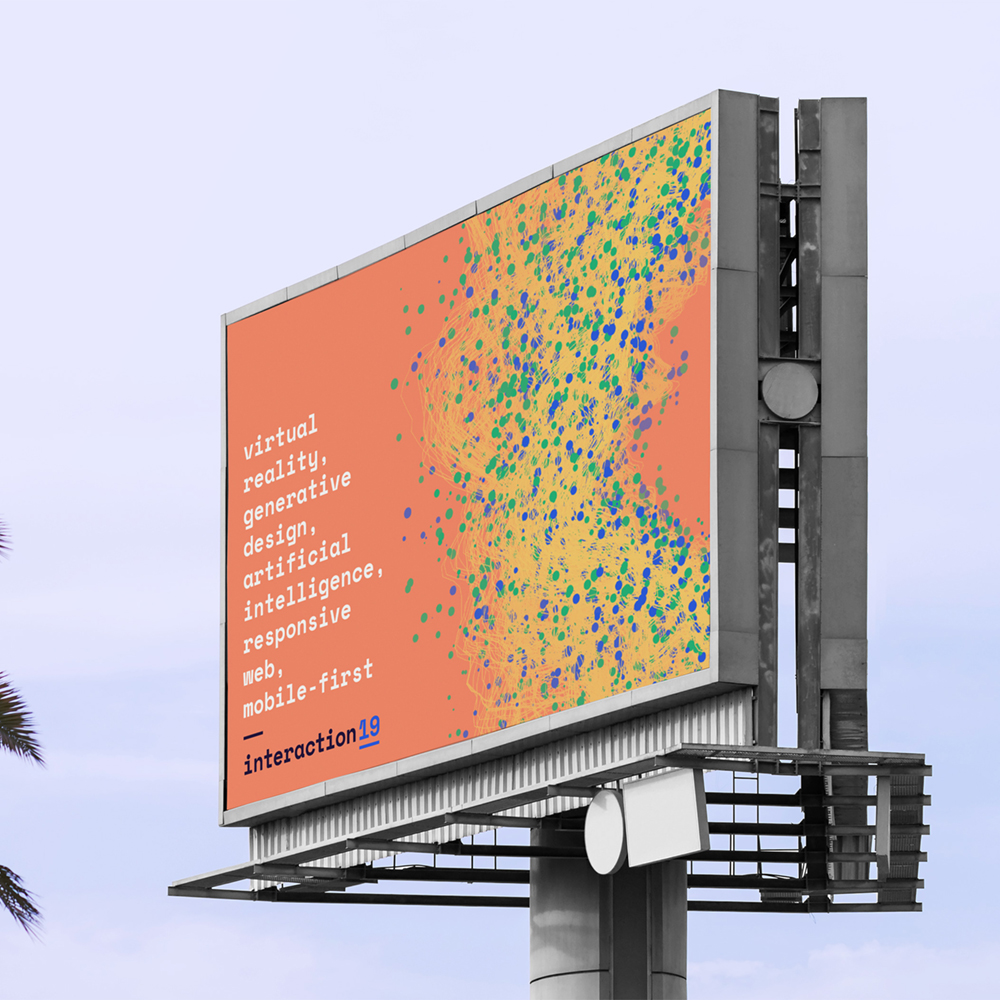 virtual
reality,
generative
design,
artificial
intelligence,
responsive
web,
mobile-first
—
interaction19